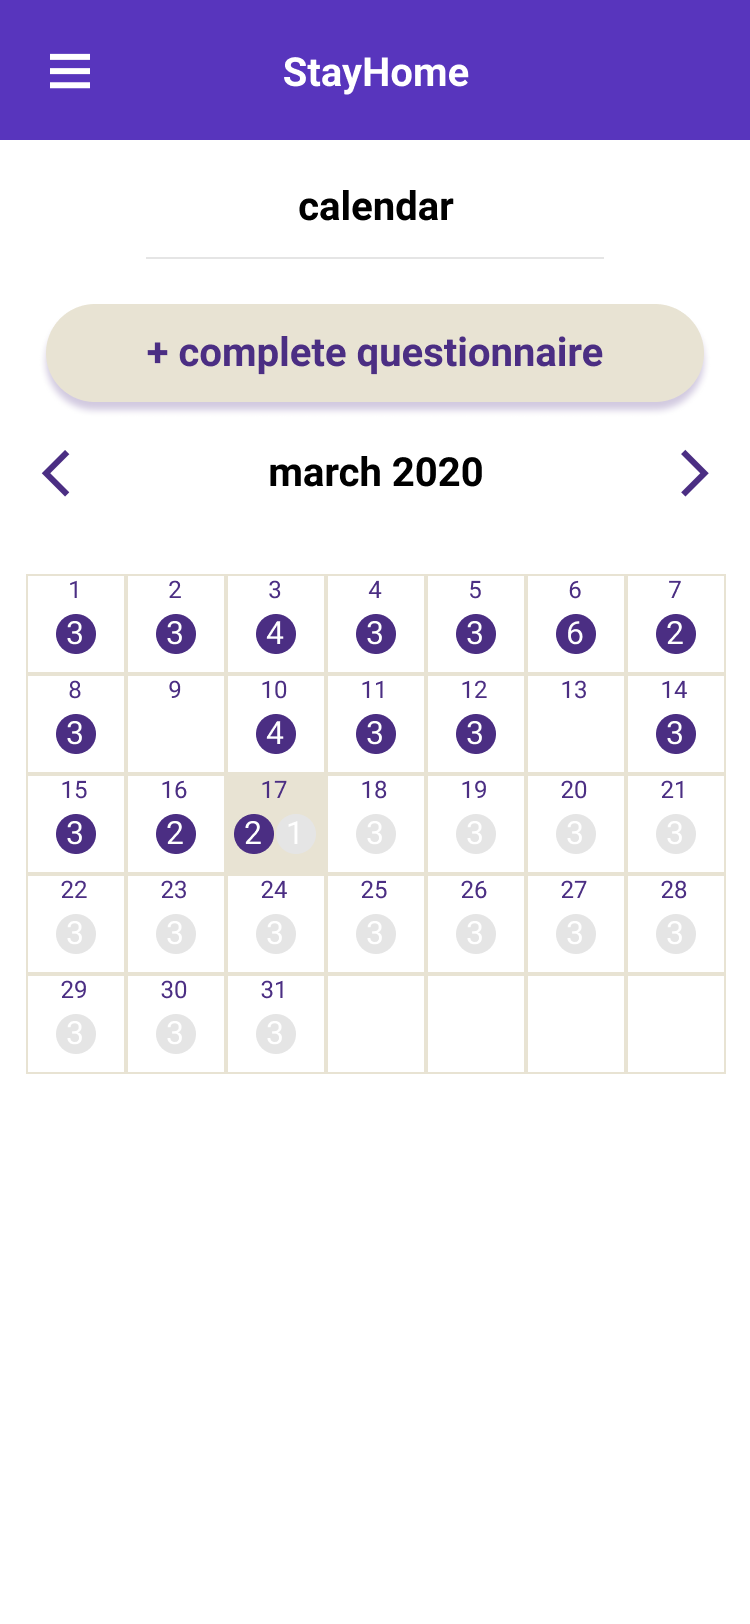 StayHome
calendar
+ complete questionnaire
march 2020
1 2 3 4 5 6 7
3 3 4 3 3 6 2
8 9 10 11 12 13 14
3 4 3 3 3
15 16 17 18 19 20 21
3 2 2 1 3 3 3 3
22 23 24 25 26 27 28
3 3 3 3 3 3 3
29 30 31
3 3 3